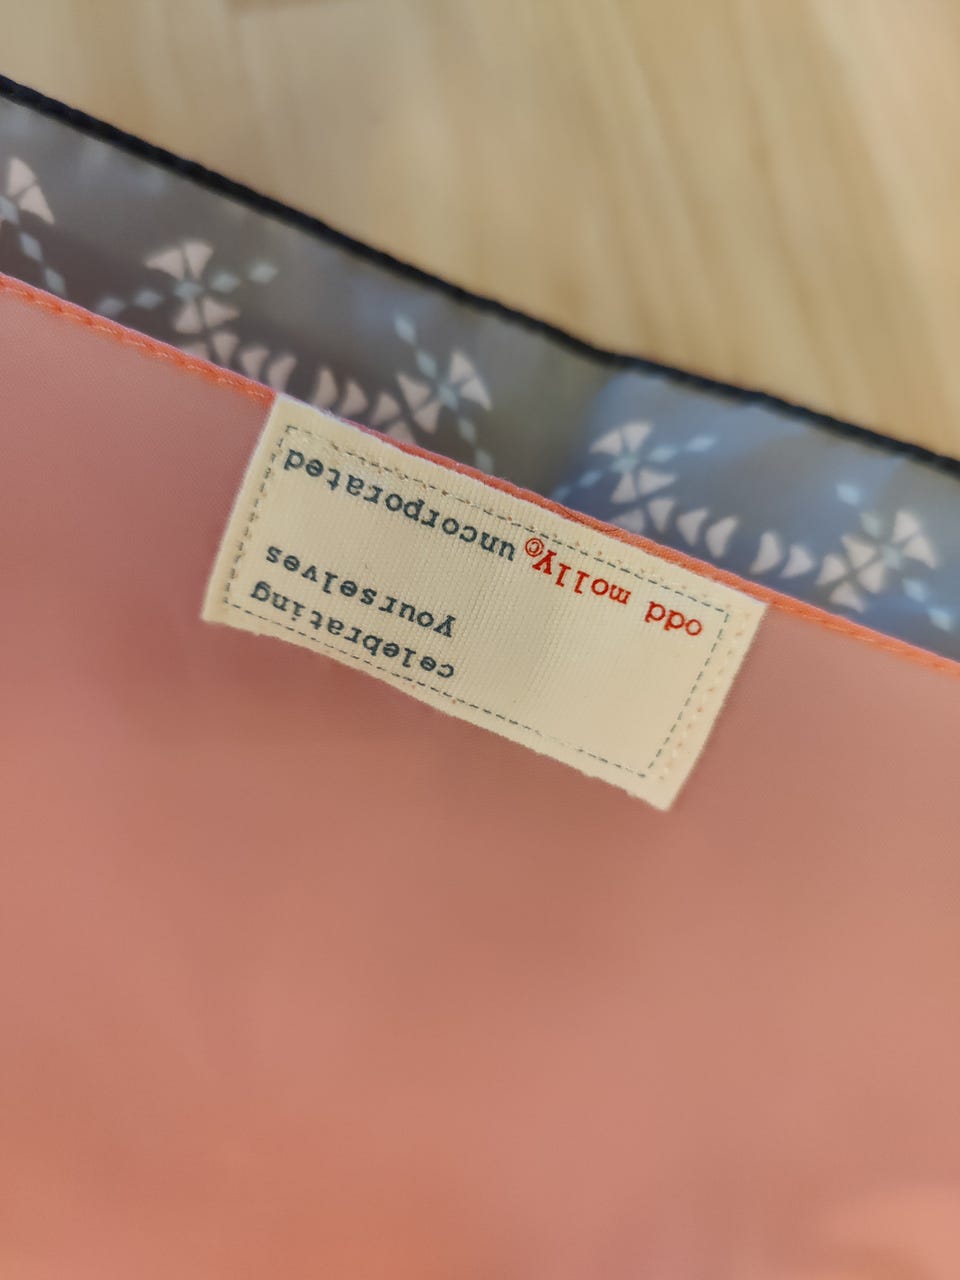 celebrating
yourselves
odd molly© uncorporated